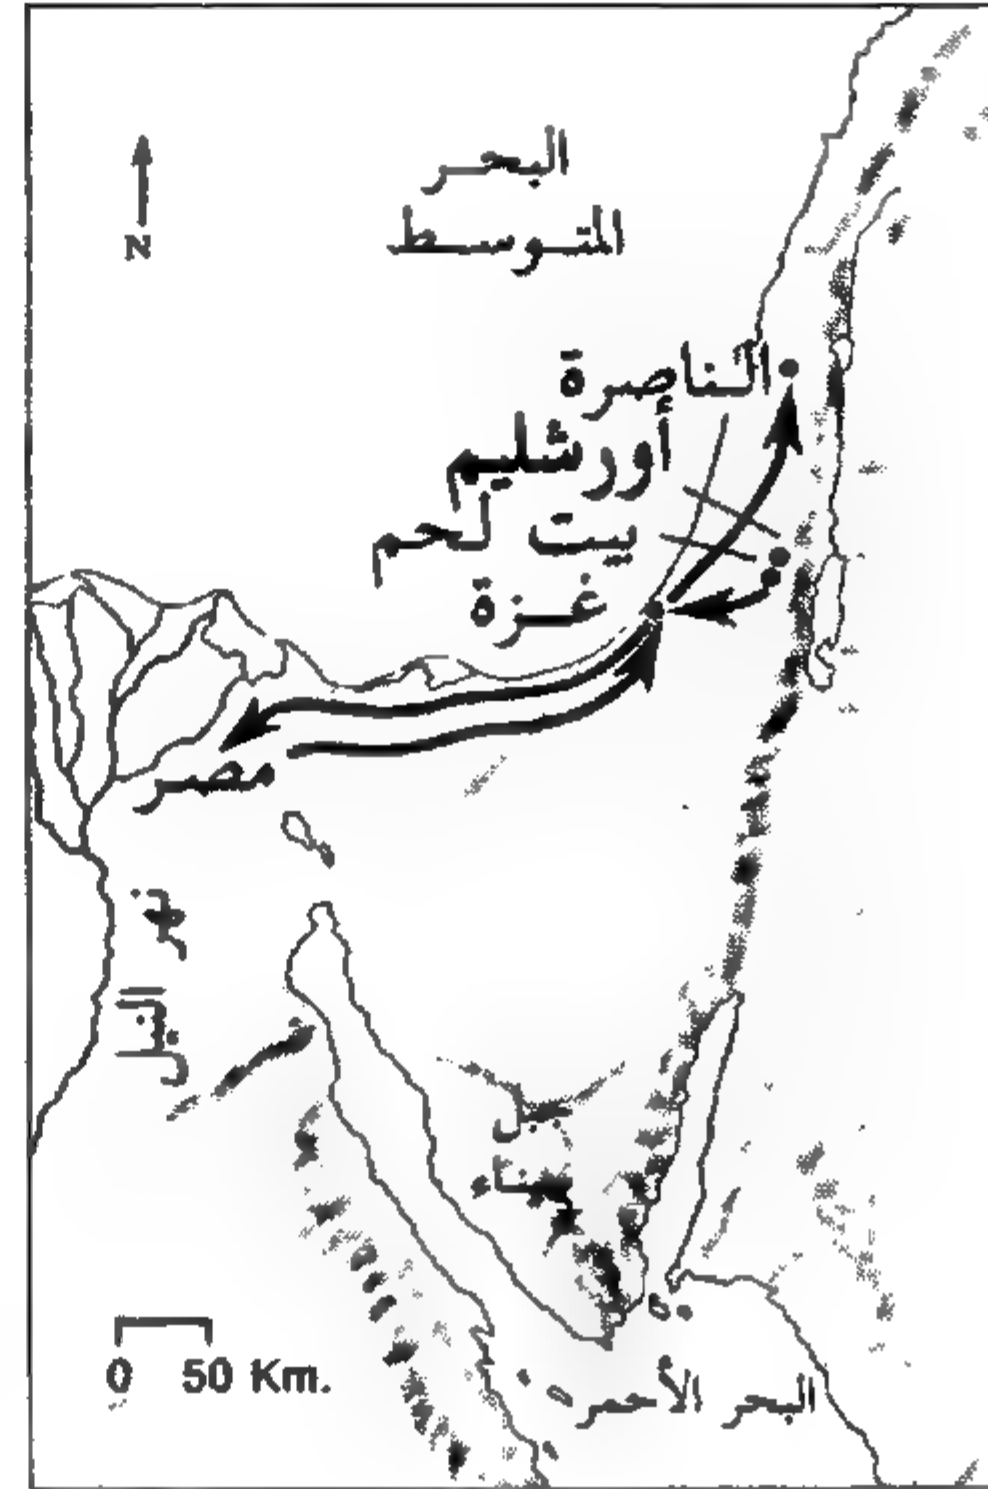 البحر
المتوسط
N
الناصرة
أورشليم
بيت لحم
غزة
مصر
نهر
النيل
جبل
سيناء
0 50 Km.
البحر الأحمر